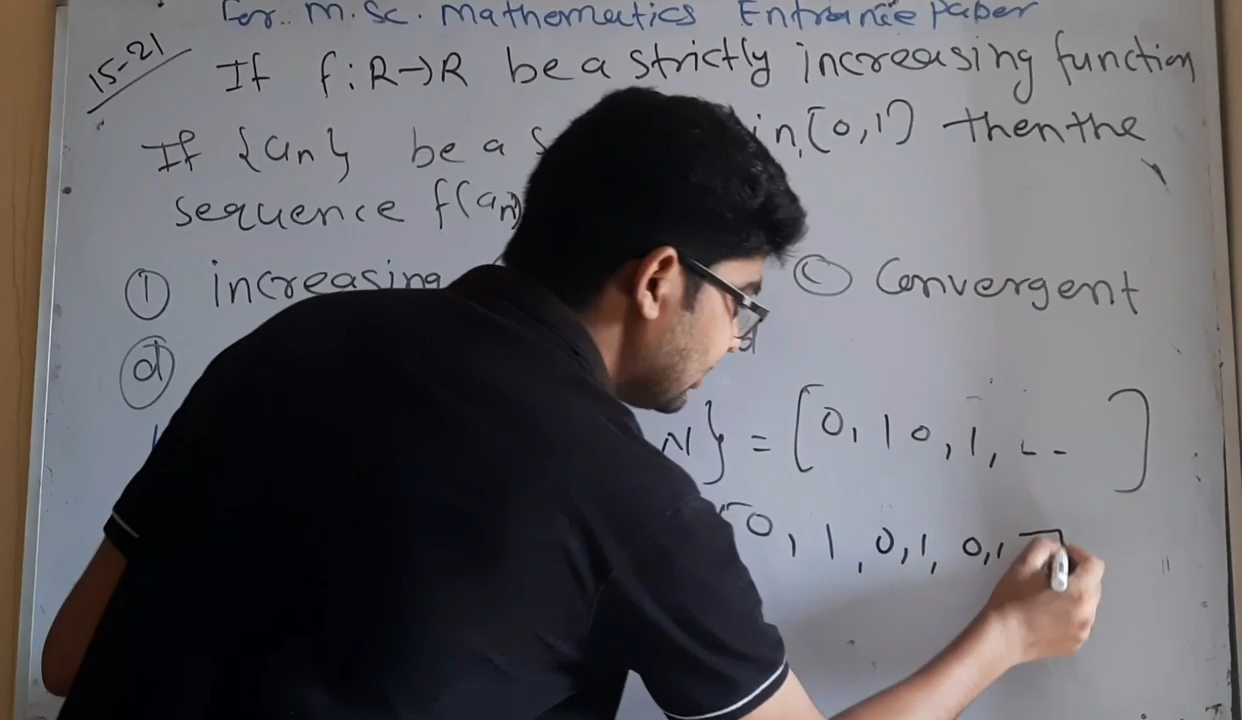 For.. M.Sc. Mathematics Entrance paper
15-21
If f:R→R be a strictly increasing function
If {an} be a S in [0,1] then the
sequence f(an)
① increasing © Convergent
ⓓ
N} = [0, 1 0, 1, ...]
[0, 1, 0, 1, 0, 1